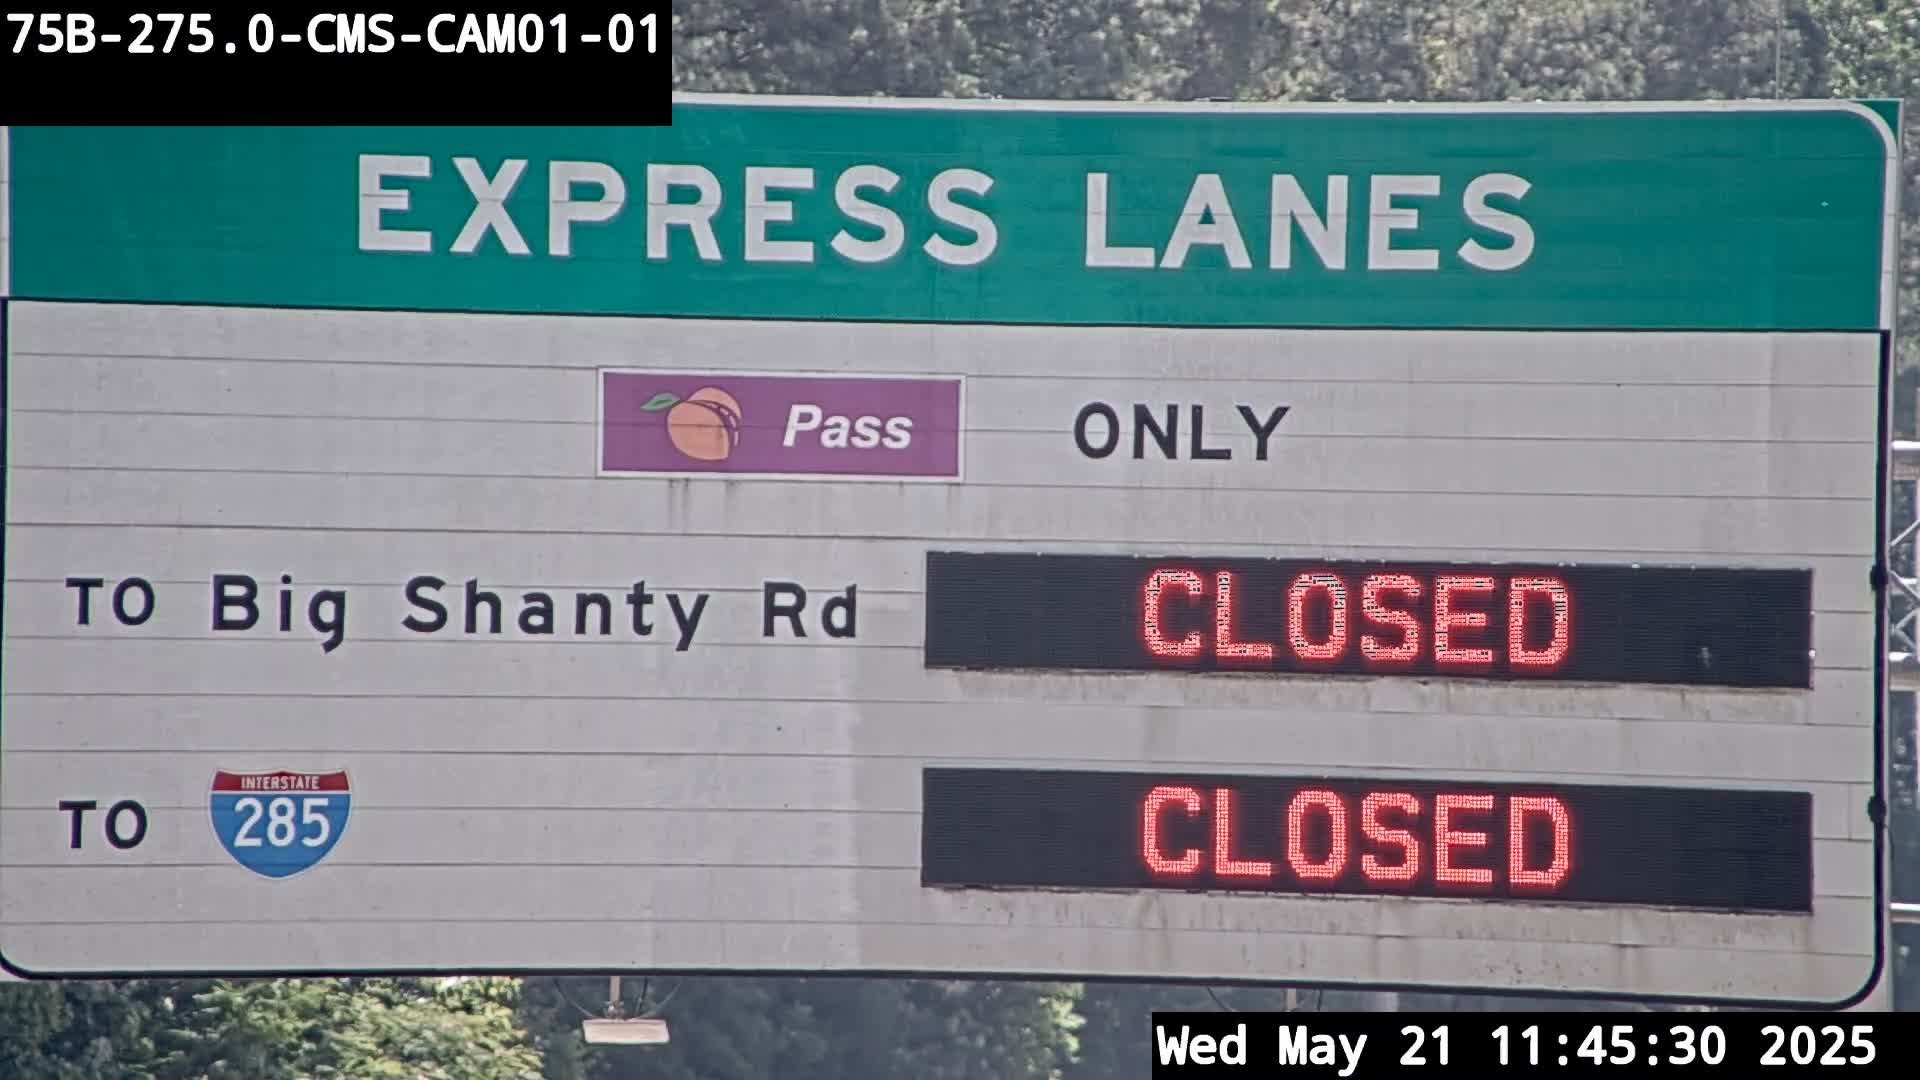 75B-275.0-CMS-CAM01-01
EXPRESS LANES
Pass ONLY
TO Big Shanty Rd CLOSED
INTERSTATE
TO 285 CLOSED
Wed May 21 11:45:30 2025